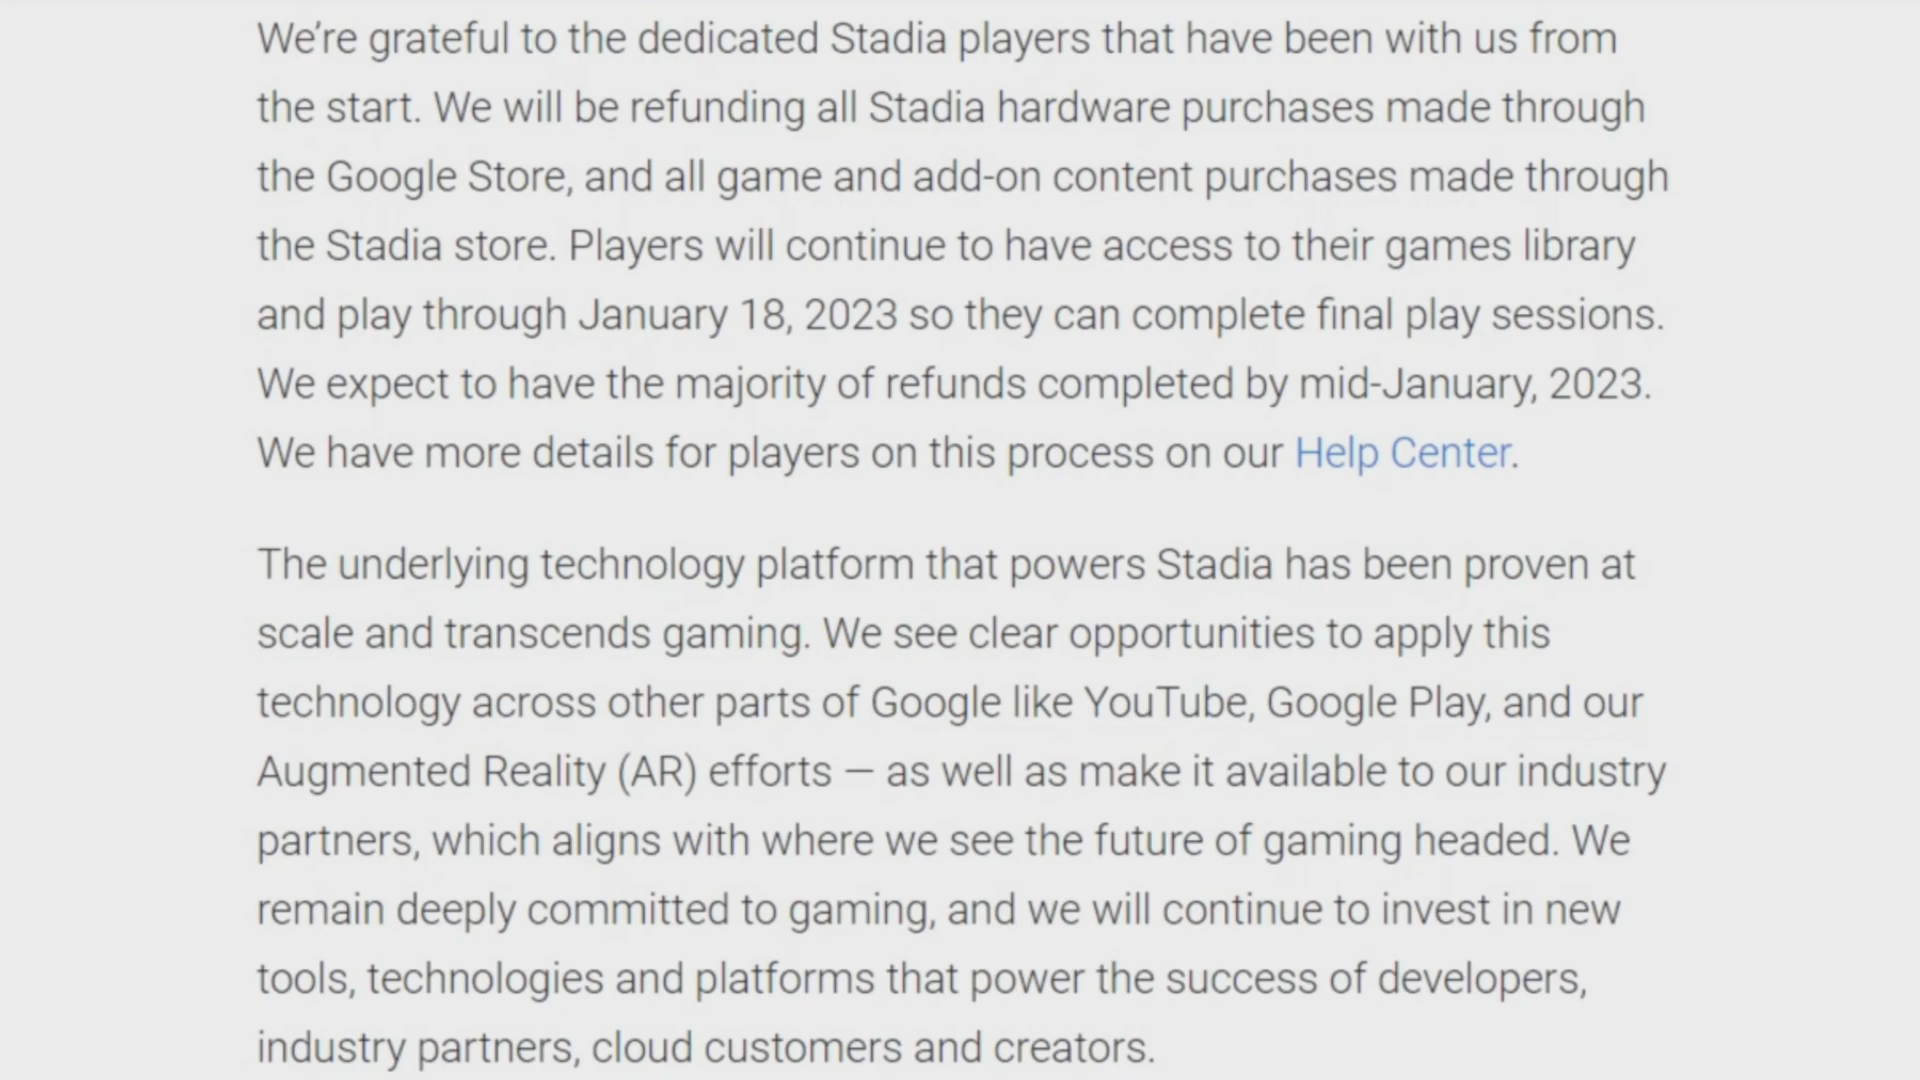 We’re grateful to the dedicated Stadia players that have been with us from
the start. We will be refunding all Stadia hardware purchases made through
the Google Store, and all game and add-on content purchases made through
the Stadia store. Players will continue to have access to their games library
and play through January 18, 2023 so they can complete final play sessions.
We expect to have the majority of refunds completed by mid-January, 2023.
We have more details for players on this process on our Help Center.
The underlying technology platform that powers Stadia has been proven at
scale and transcends gaming. We see clear opportunities to apply this
technology across other parts of Google like YouTube, Google Play, and our
Augmented Reality (AR) efforts — as well as make it available to our industry
partners, which aligns with where we see the future of gaming headed. We
remain deeply committed to gaming, and we will continue to invest in new
tools, technologies and platforms that power the success of developers,
industry partners, cloud customers and creators.